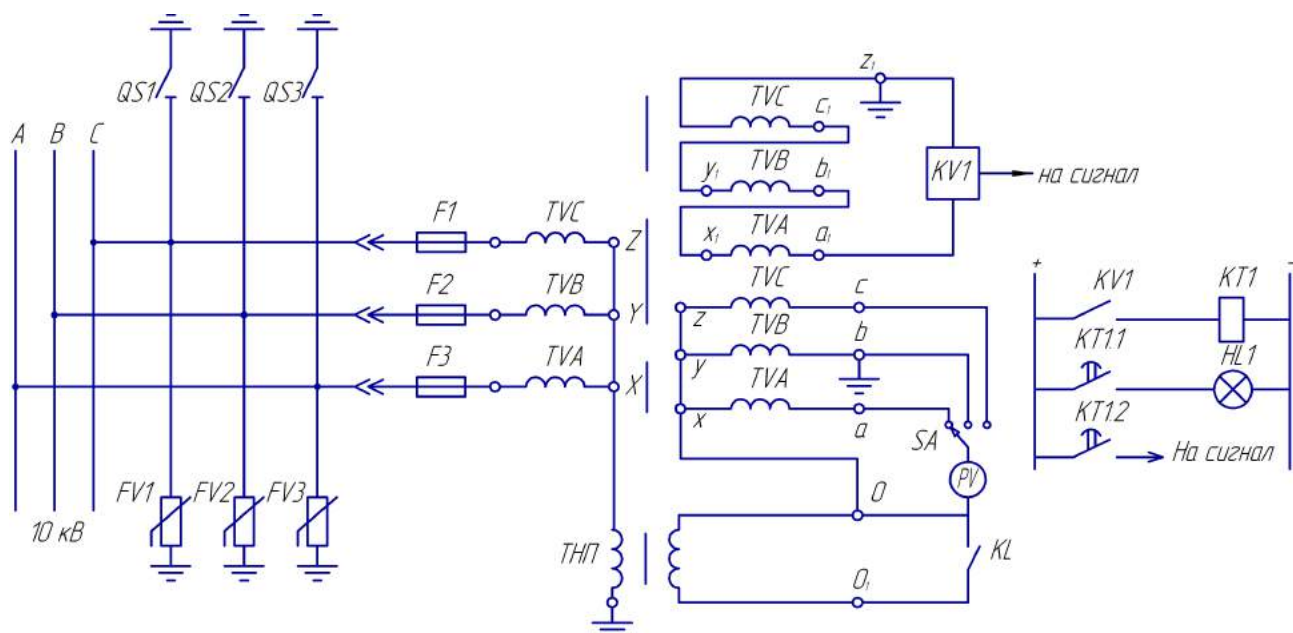 QS1 QS2 QS3
A B C
10 кВ
FV1 FV2 FV3
F1 TVC Z
F2 TVB Y
F3 TVA X
ТНП
z₁
TVC c₁
y₁ TVB b₁
x₁ TVA a₁
KV1 на сигнал
z TVC c
y TVB b
x TVA a
SA
PV
O
KL
O₁
+ -
KV1 KT1
KT1.1 HL1
KT1.2
На сигнал